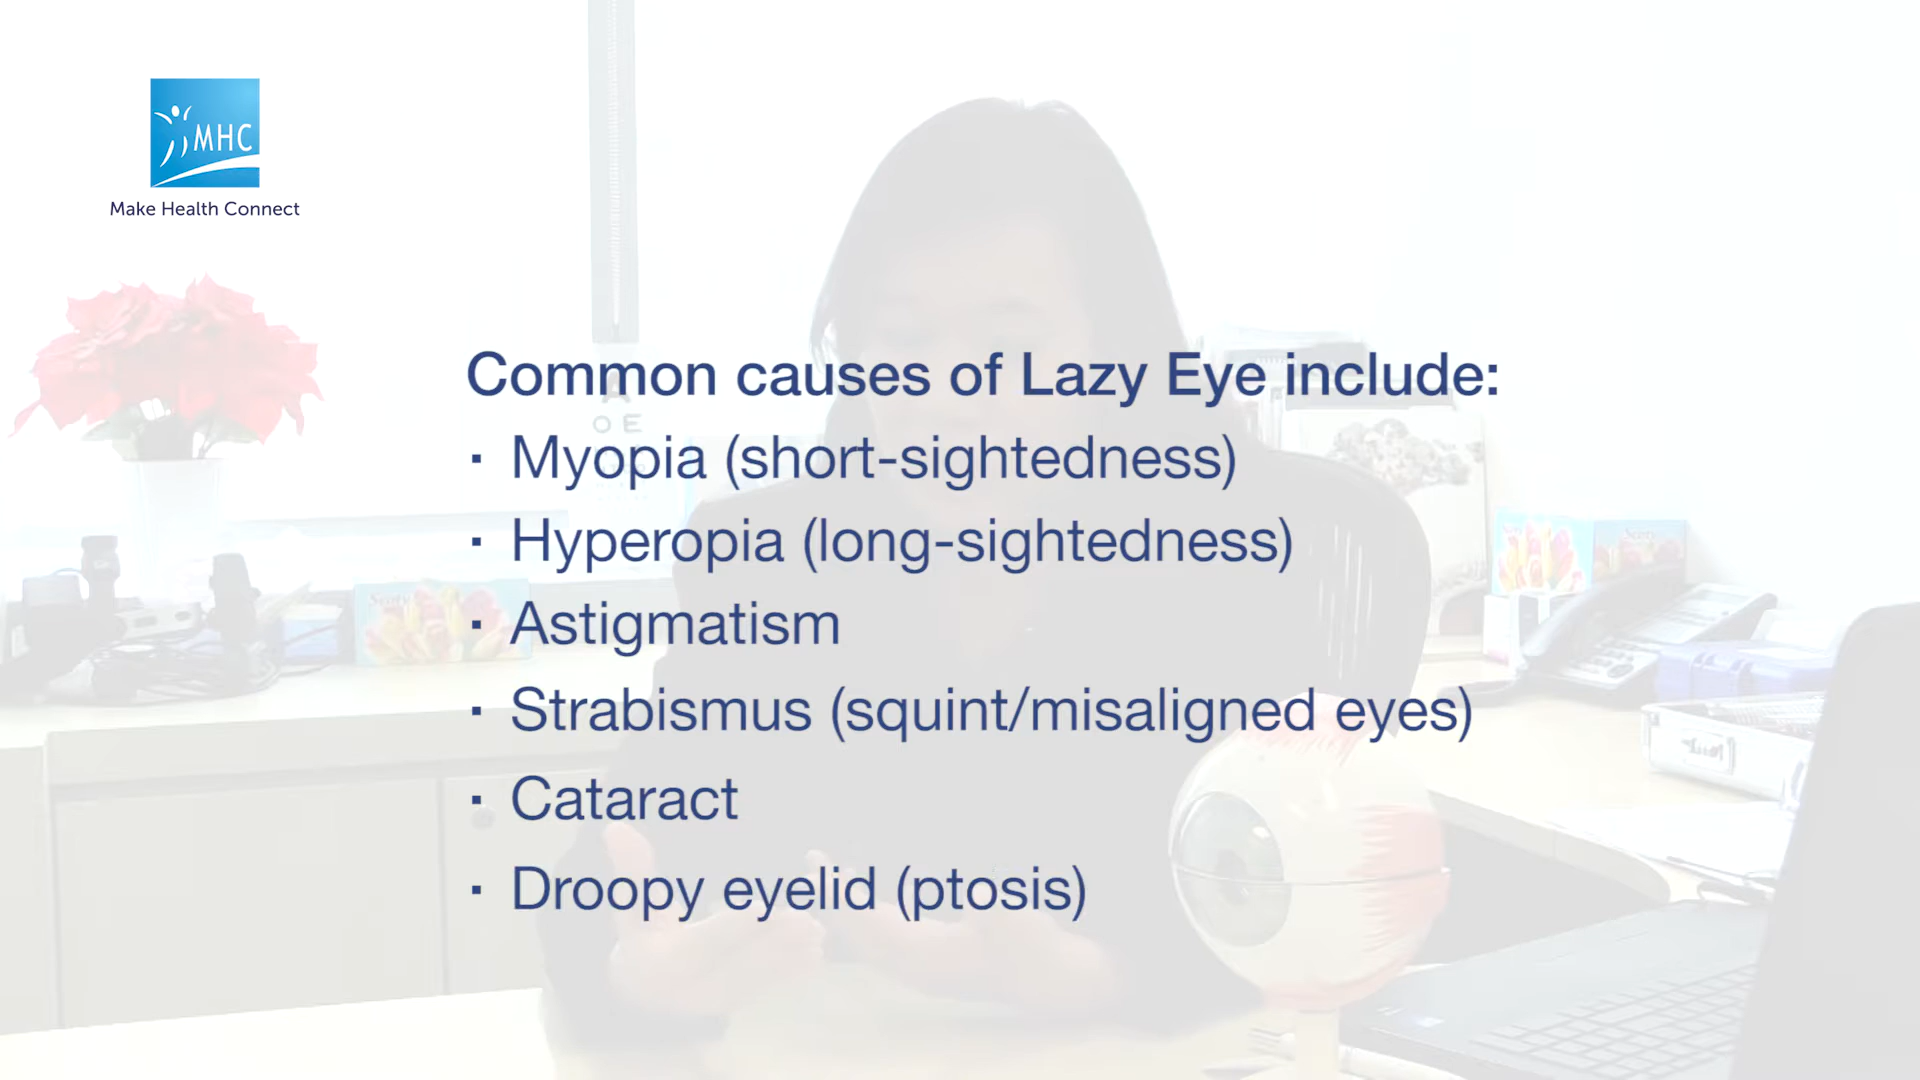 MHC
Make Health Connect
Common causes of Lazy Eye include:
· Myopia (short-sightedness)
· Hyperopia (long-sightedness)
· Astigmatism
· Strabismus (squint/misaligned eyes)
· Cataract
· Droopy eyelid (ptosis)
O E